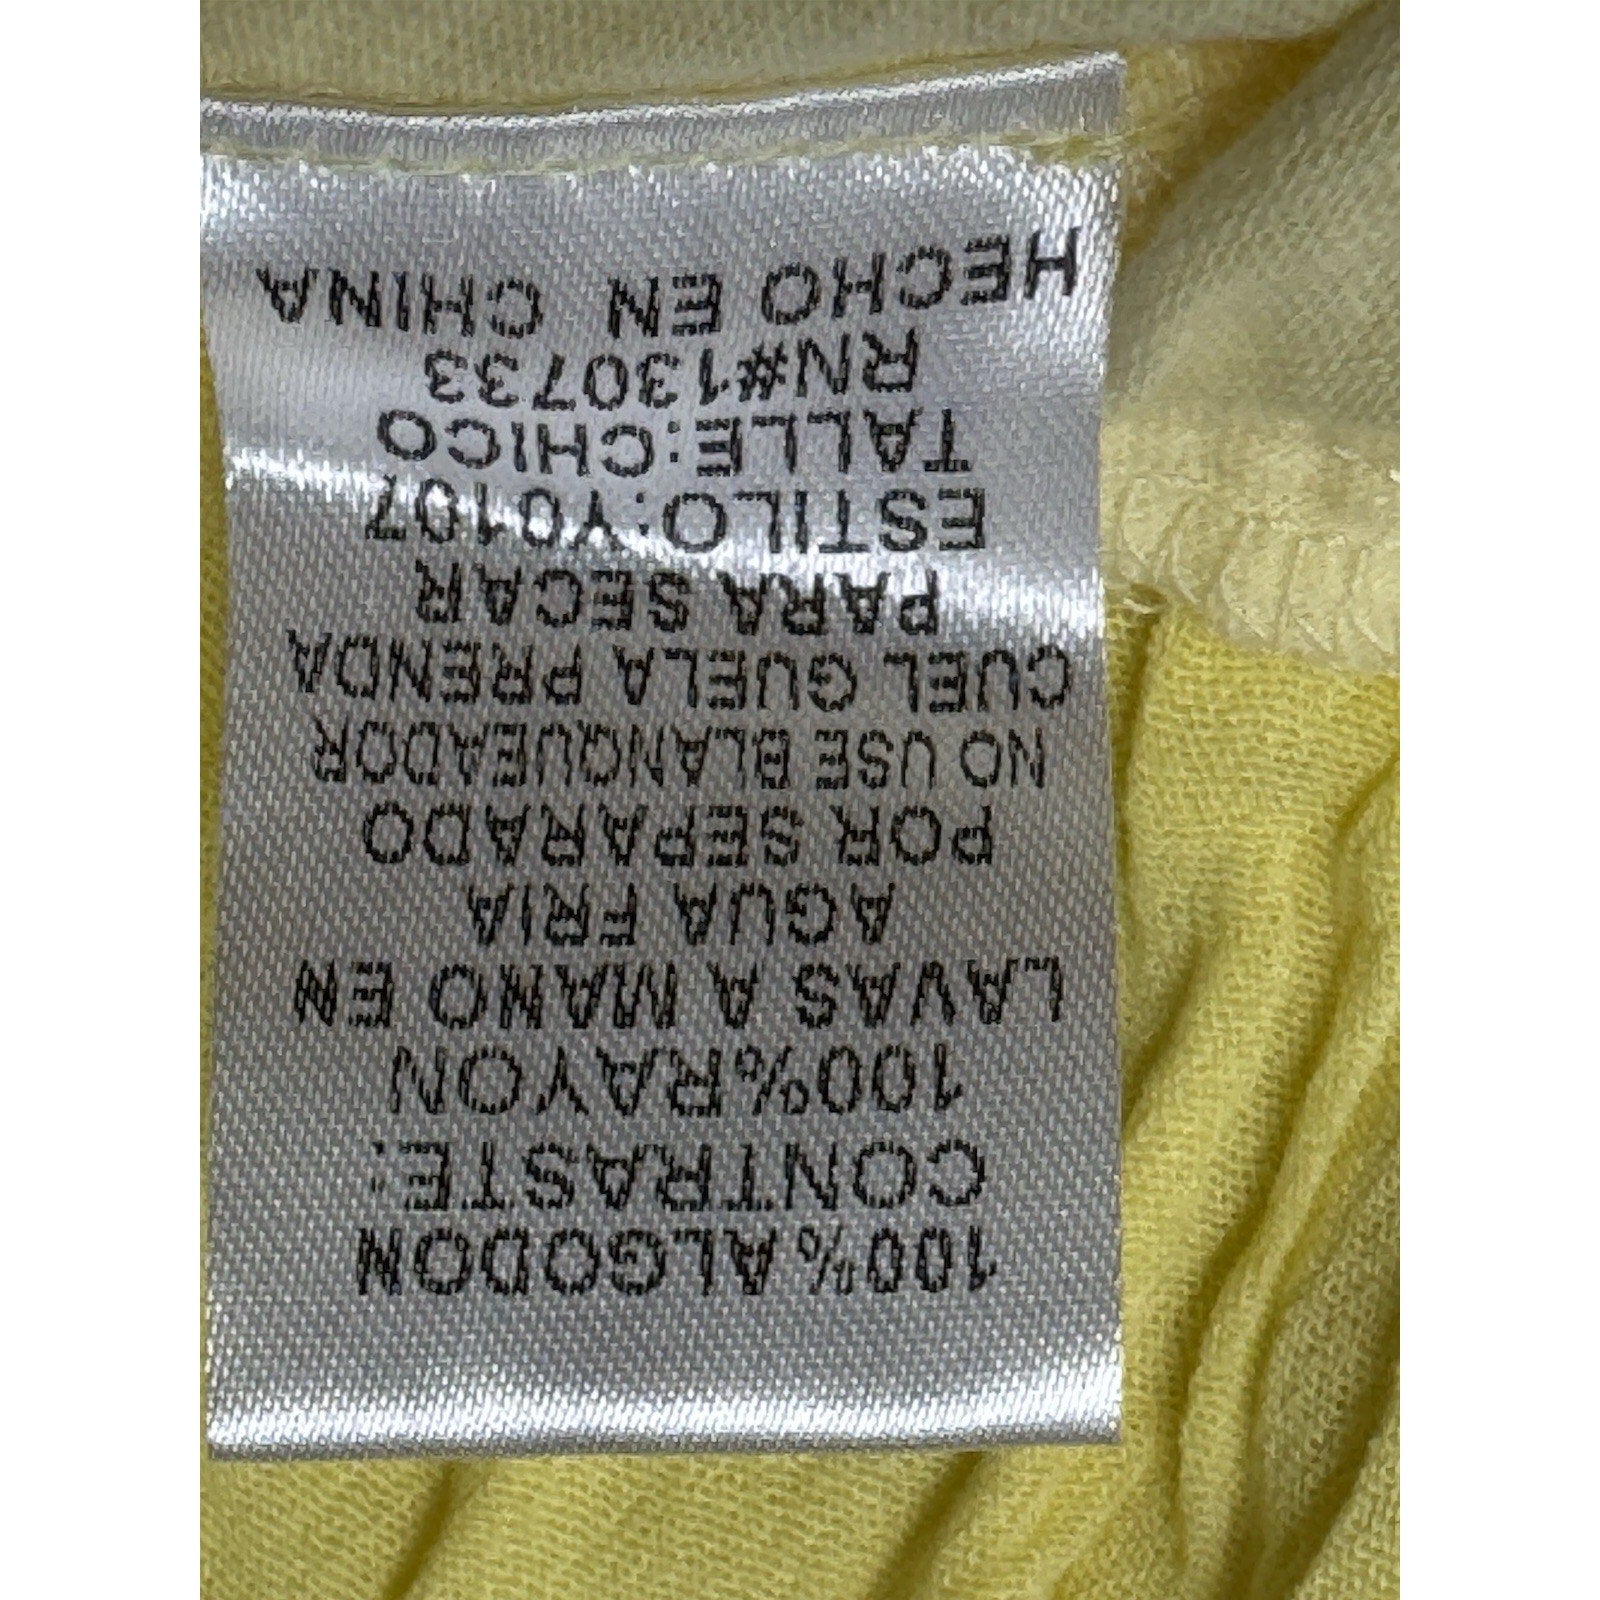 100%ALGODON
CONTRASTE:
100%RAYON
LAVAS A MANO EN
AGUA FRIA
POR SEPARADO
NO USE BLANQUEADOR
CUEL GUELA PRENDA
PARA SECAR
ESTILO:Y0107
TALLE:CHICO
RN#130733
HECHO EN CHINA